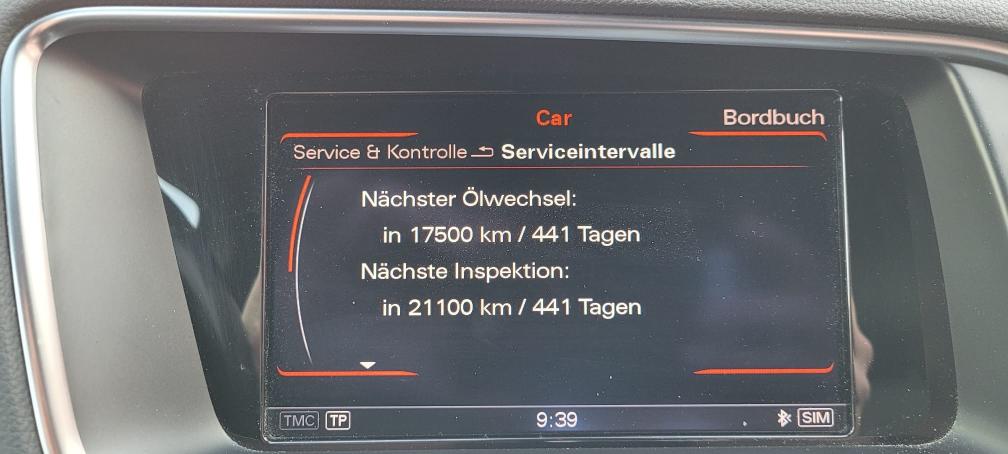 Car
Bordbuch
Service & Kontrolle Serviceintervalle
Nächster Ölwechsel:
in 17500 km / 441 Tagen
Nächste Inspektion:
in 21100 km / 441 Tagen
TMC TP 9:39 SIM